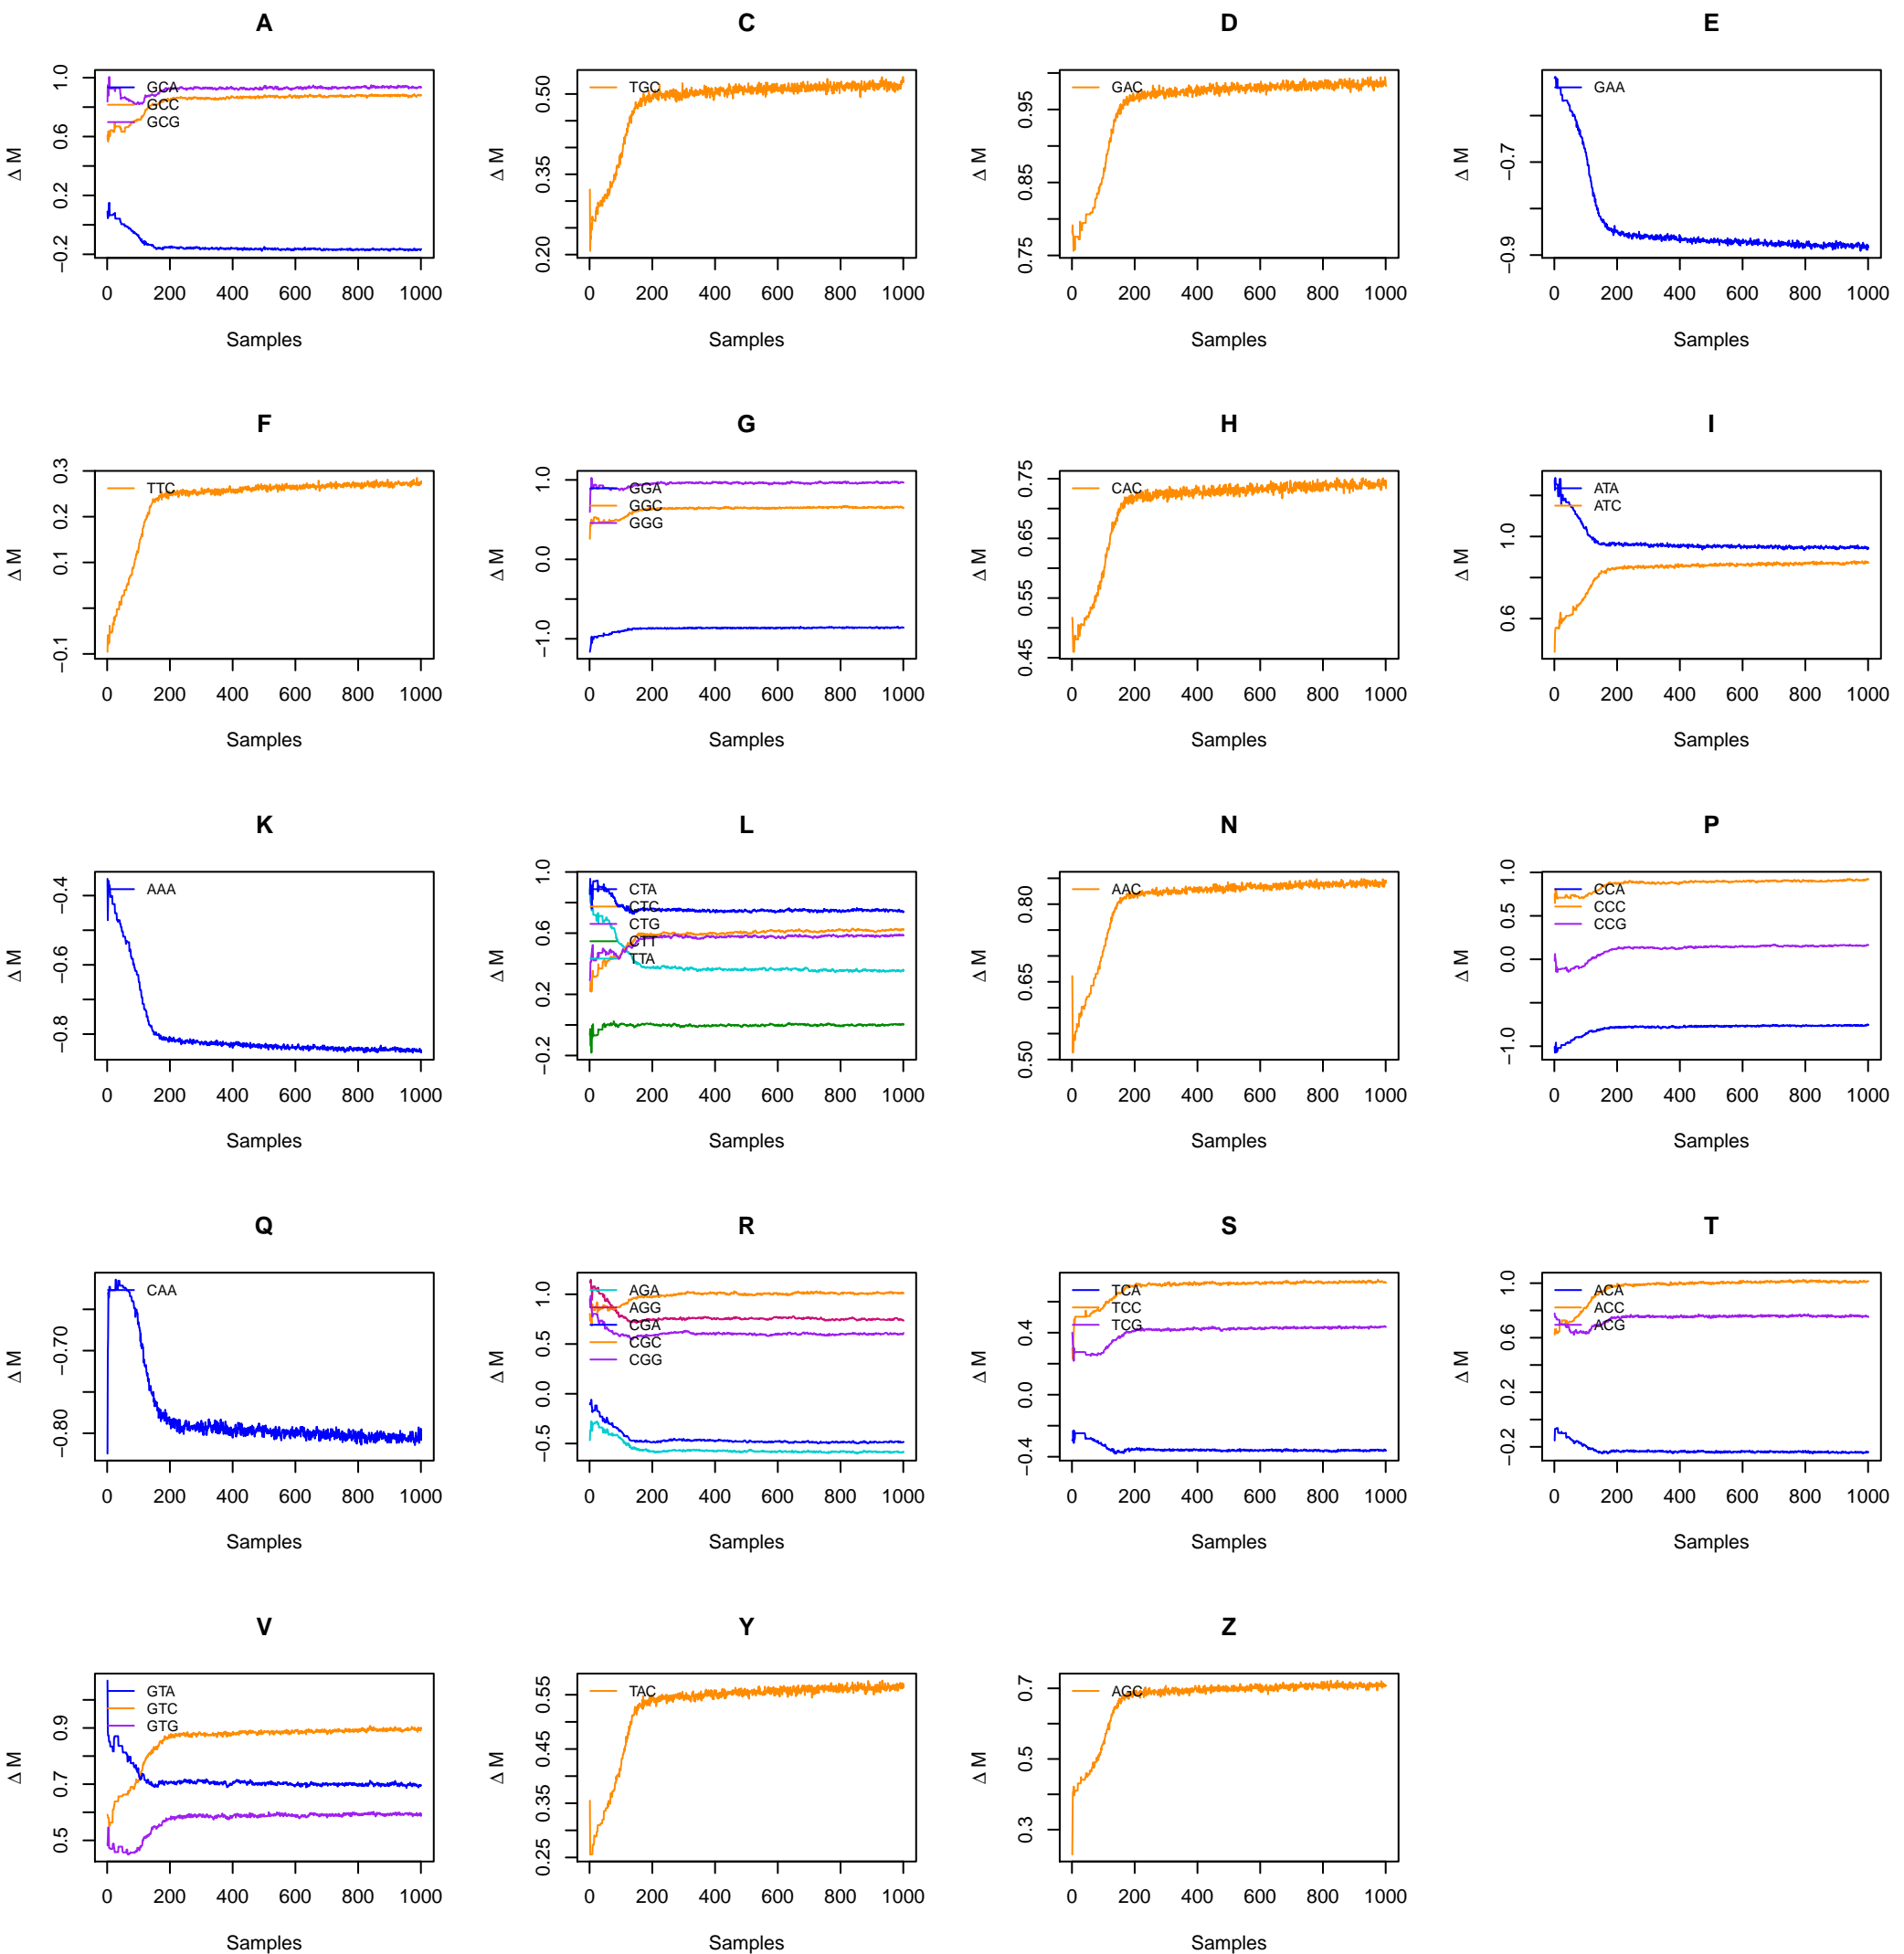 A
Δ M
1.0
0.6
0.2
−0.2
GCA
GCC
GCG
0 200 400 600 800 1000
Samples
C
Δ M
0.50
0.35
0.20
TGC
0 200 400 600 800 1000
Samples
D
Δ M
0.95
0.85
0.75
GAC
0 200 400 600 800 1000
Samples
E
Δ M
−0.7
−0.9
GAA
0 200 400 600 800 1000
Samples
F
Δ M
0.3
0.2
0.1
−0.1
TTC
0 200 400 600 800 1000
Samples
G
Δ M
1.0
0.0
−1.0
GGA
GGC
GGG
0 200 400 600 800 1000
Samples
H
Δ M
0.75
0.65
0.55
0.45
CAC
0 200 400 600 800 1000
Samples
I
Δ M
1.0
0.6
ATA
ATC
0 200 400 600 800 1000
Samples
K
Δ M
−0.4
−0.6
−0.8
AAA
0 200 400 600 800 1000
Samples
L
Δ M
1.0
0.6
0.2
−0.2
CTA
CTC
CTG
CTT
TTA
0 200 400 600 800 1000
Samples
N
Δ M
0.80
0.65
0.50
AAC
0 200 400 600 800 1000
Samples
P
Δ M
1.0
0.5
0.0
−1.0
CCA
CCC
CCG
0 200 400 600 800 1000
Samples
Q
Δ M
−0.70
−0.80
CAA
0 200 400 600 800 1000
Samples
R
Δ M
1.0
0.5
0.0
−0.5
AGA
AGG
CGA
CGC
CGG
0 200 400 600 800 1000
Samples
S
Δ M
0.4
0.0
−0.4
TCA
TCC
TCG
0 200 400 600 800 1000
Samples
T
Δ M
1.0
0.6
0.2
−0.2
ACA
ACC
ACG
0 200 400 600 800 1000
Samples
V
Δ M
0.9
0.7
0.5
GTA
GTC
GTG
0 200 400 600 800 1000
Samples
Y
Δ M
0.55
0.45
0.35
0.25
TAC
0 200 400 600 800 1000
Samples
Z
Δ M
0.7
0.5
0.3
AGC
0 200 400 600 800 1000
Samples